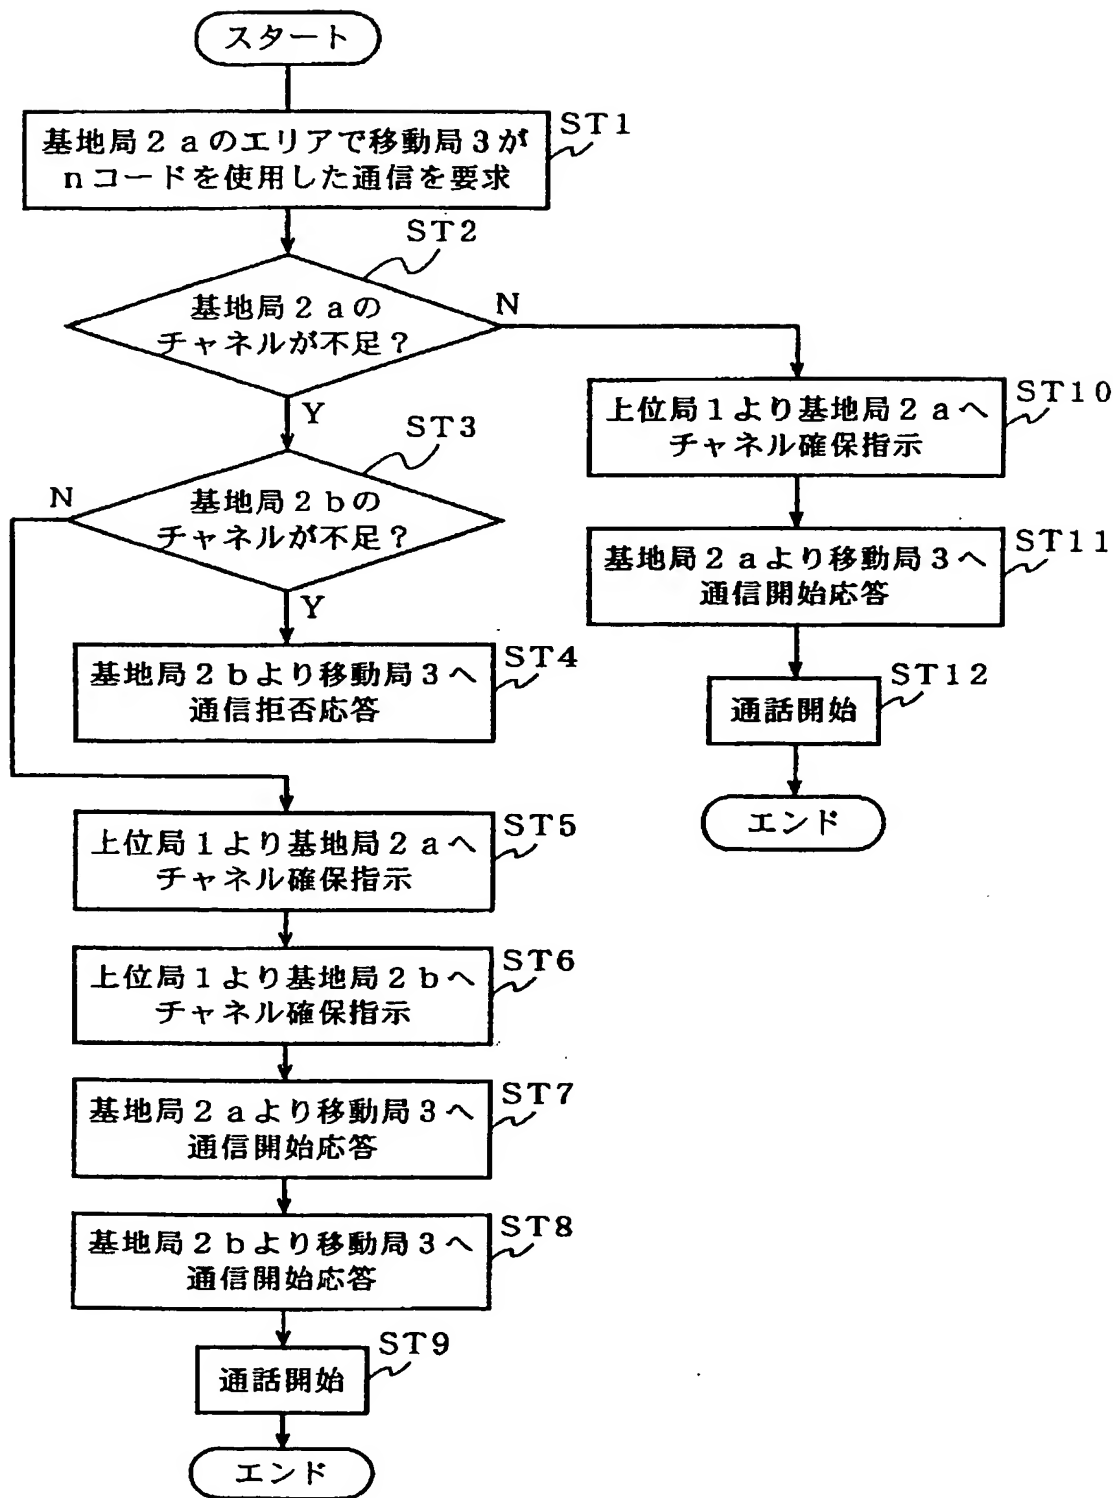 スタート
基地局2aのエリアで移動局3が
nコードを使用した通信を要求
ST1
ST2
基地局2aの
チャネルが不足?
N
Y
ST3
基地局2bの
チャネルが不足?
N
Y
基地局2bより移動局3へ
通信拒否応答
ST4
上位局1より基地局2aへ
チャネル確保指示
ST5
上位局1より基地局2bへ
チャネル確保指示
ST6
基地局2aより移動局3へ
通信開始応答
ST7
基地局2bより移動局3へ
通信開始応答
ST8
通話開始
ST9
エンド
上位局1より基地局2aへ
チャネル確保指示
ST10
基地局2aより移動局3へ
通信開始応答
ST11
通話開始
ST12
エンド